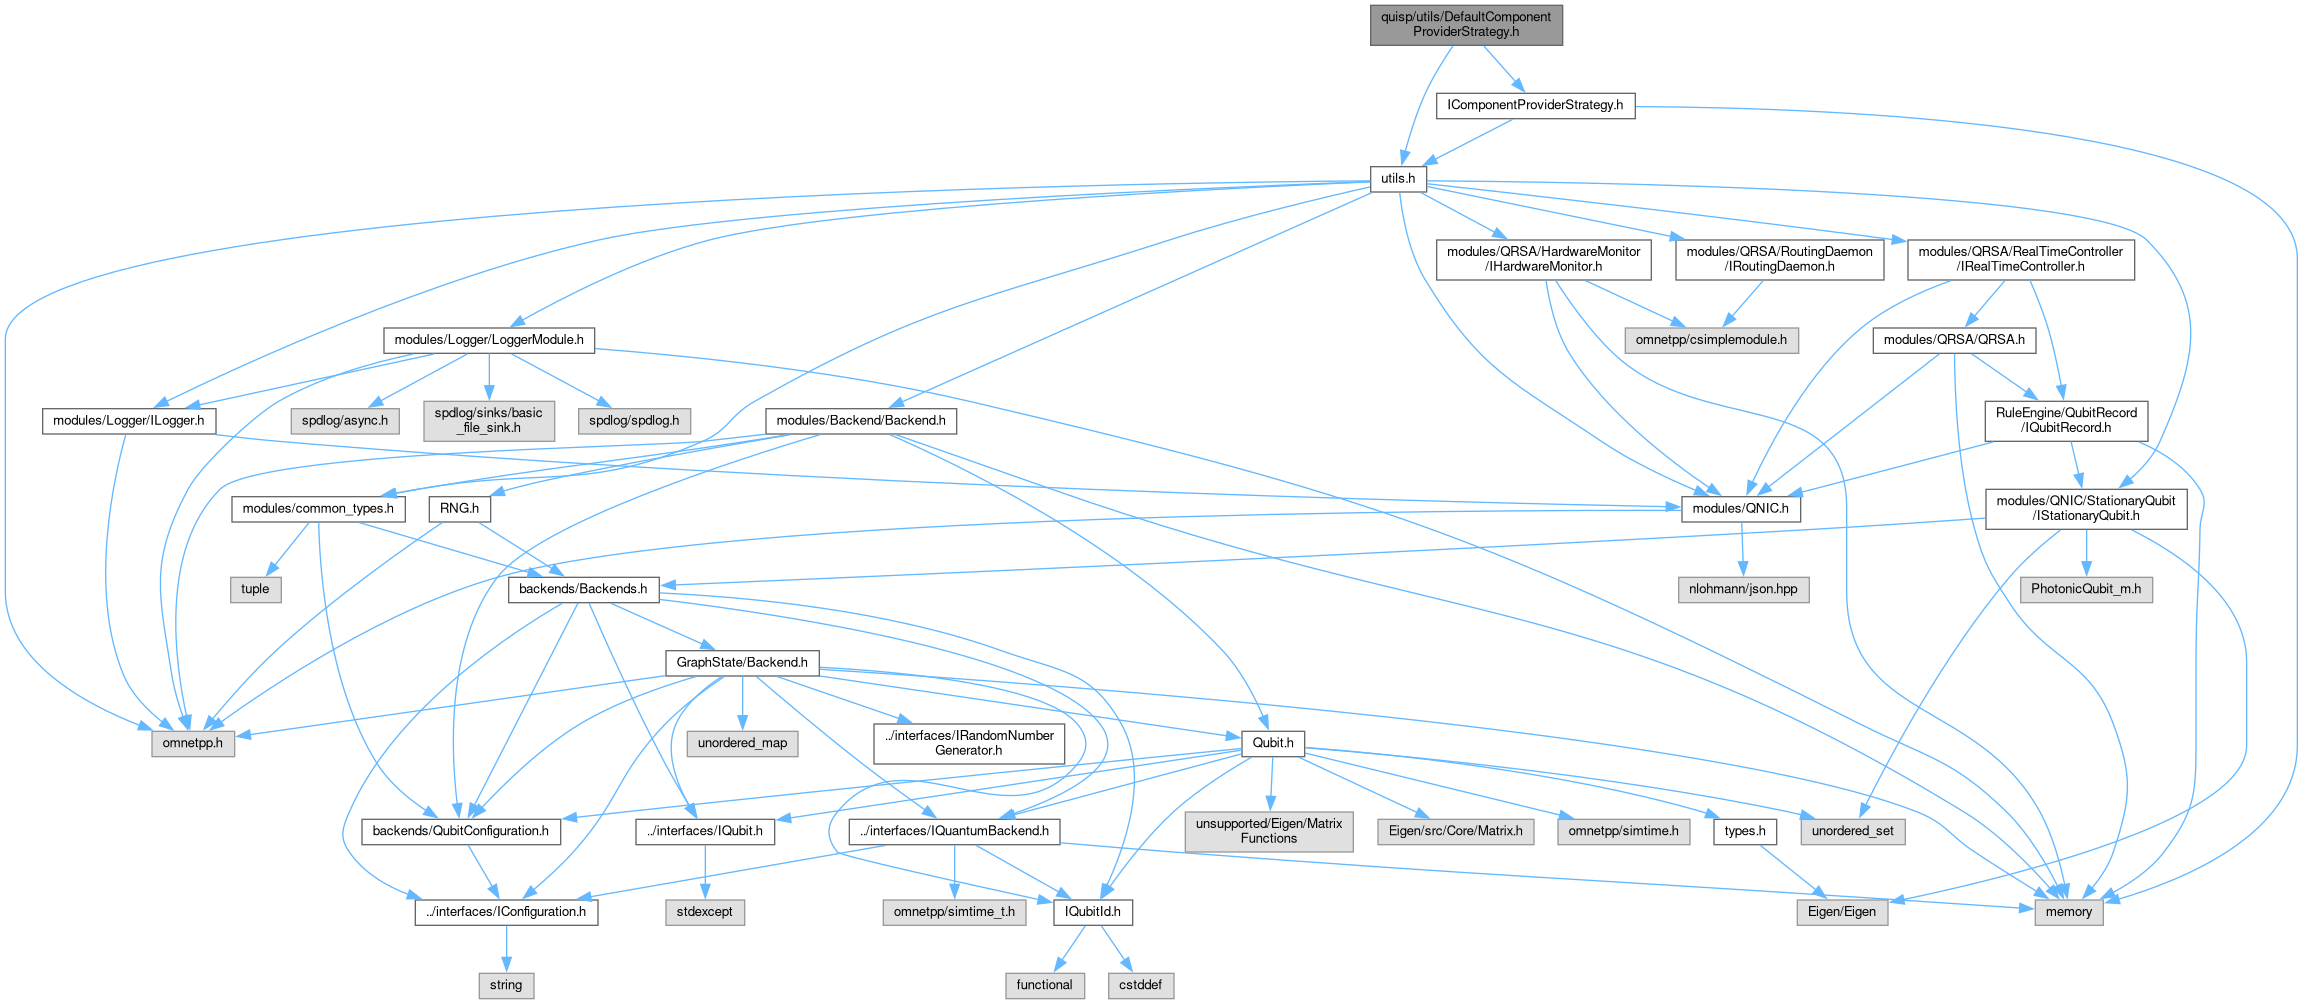 quisp/utils/DefaultComponent
ProviderStrategy.h
IComponentProviderStrategy.h
utils.h
modules/QRSA/HardwareMonitor
/IHardwareMonitor.h
modules/QRSA/RoutingDaemon
/IRoutingDaemon.h
modules/QRSA/RealTimeController
/IRealTimeController.h
modules/Logger/LoggerModule.h
omnetpp/csimplemodule.h
modules/QRSA/QRSA.h
modules/Logger/ILogger.h
spdlog/async.h
spdlog/sinks/basic
_file_sink.h
spdlog/spdlog.h
modules/Backend/Backend.h
RuleEngine/QubitRecord
/IQubitRecord.h
modules/common_types.h
RNG.h
modules/QNIC.h
modules/QNIC/StationaryQubit
/IStationaryQubit.h
tuple
backends/Backends.h
nlohmann/json.hpp
PhotonicQubit_m.h
GraphState/Backend.h
omnetpp.h
unordered_map
../interfaces/IRandomNumber
Generator.h
Qubit.h
backends/QubitConfiguration.h
../interfaces/IQubit.h
../interfaces/IQuantumBackend.h
unsupported/Eigen/Matrix
Functions
Eigen/src/Core/Matrix.h
omnetpp/simtime.h
types.h
unordered_set
../interfaces/IConfiguration.h
stdexcept
omnetpp/simtime_t.h
IQubitId.h
Eigen/Eigen
memory
string
functional
cstddef